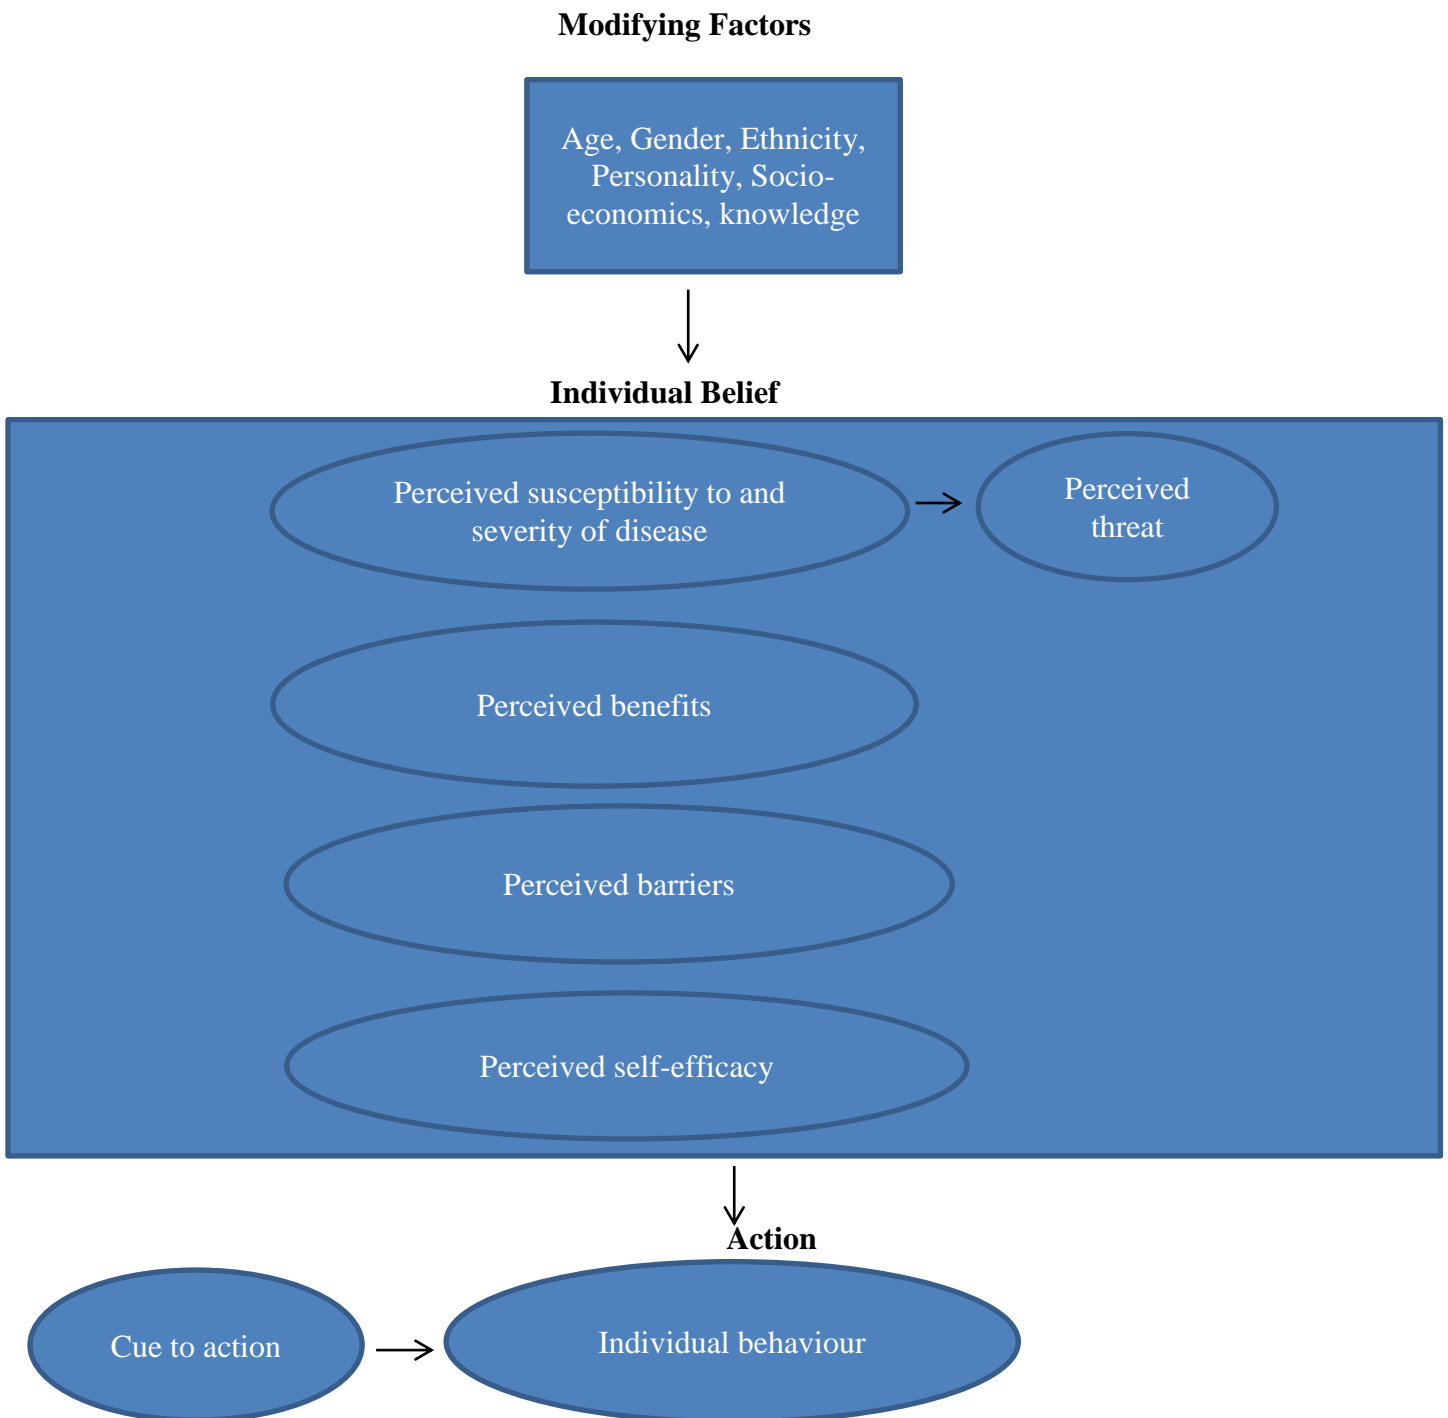 Modifying Factors
Age, Gender, Ethnicity,
Personality, Socio-
economics, knowledge
Individual Belief
Perceived susceptibility to and
severity of disease
Perceived
threat
Perceived benefits
Perceived barriers
Perceived self-efficacy
Action
Cue to action
Individual behaviour